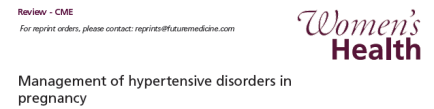 Review - CME
For reprint orders, please contact: reprints@futuremedicine.com
Women's
Health
Management of hypertensive disorders in
pregnancy